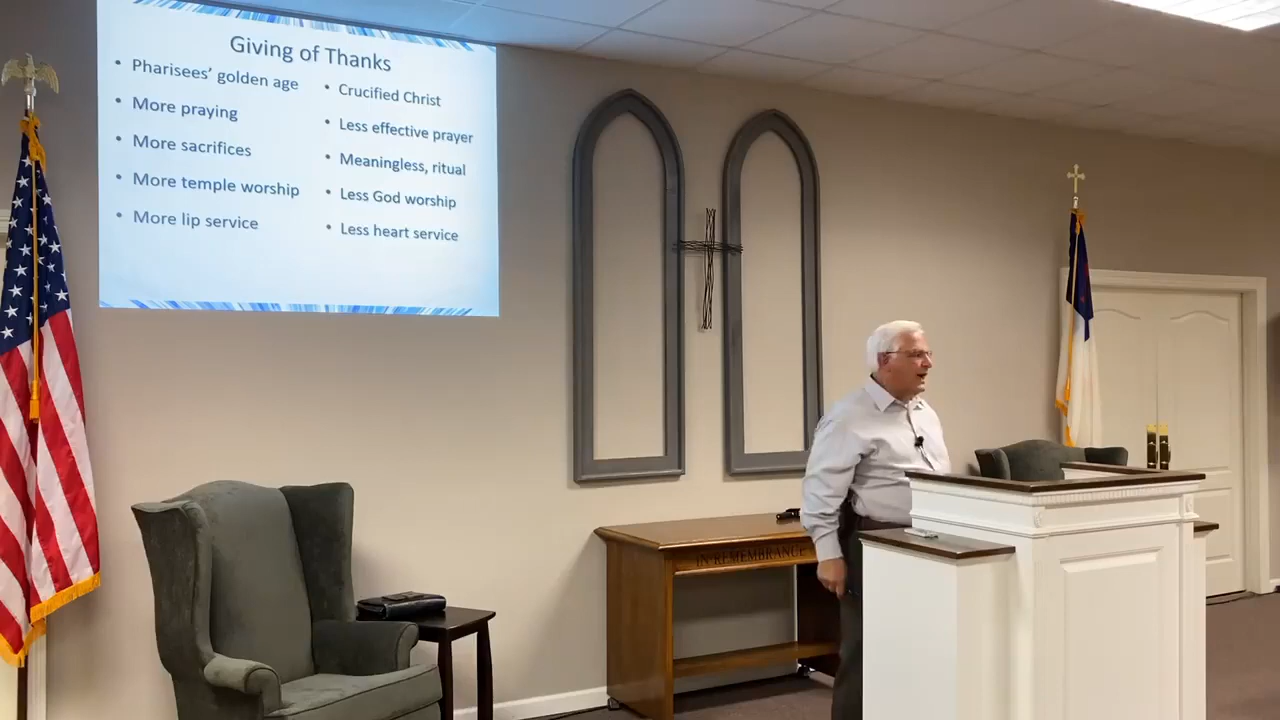 Giving of Thanks
• Pharisees' golden age
• More praying
• More sacrifices
• More temple worship
• More lip service
• Crucified Christ
• Less effective prayer
• Meaningless, ritual
• Less God worship
• Less heart service
IN REMEMBRANCE